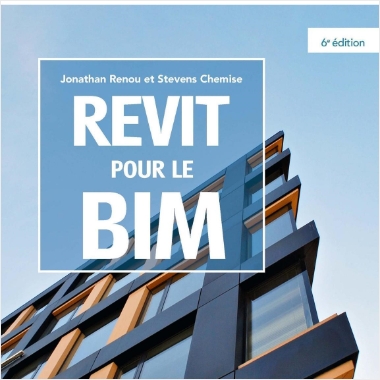 6e édition
Jonathan Renou et Stevens Chemise
REVIT
POUR LE
BIM